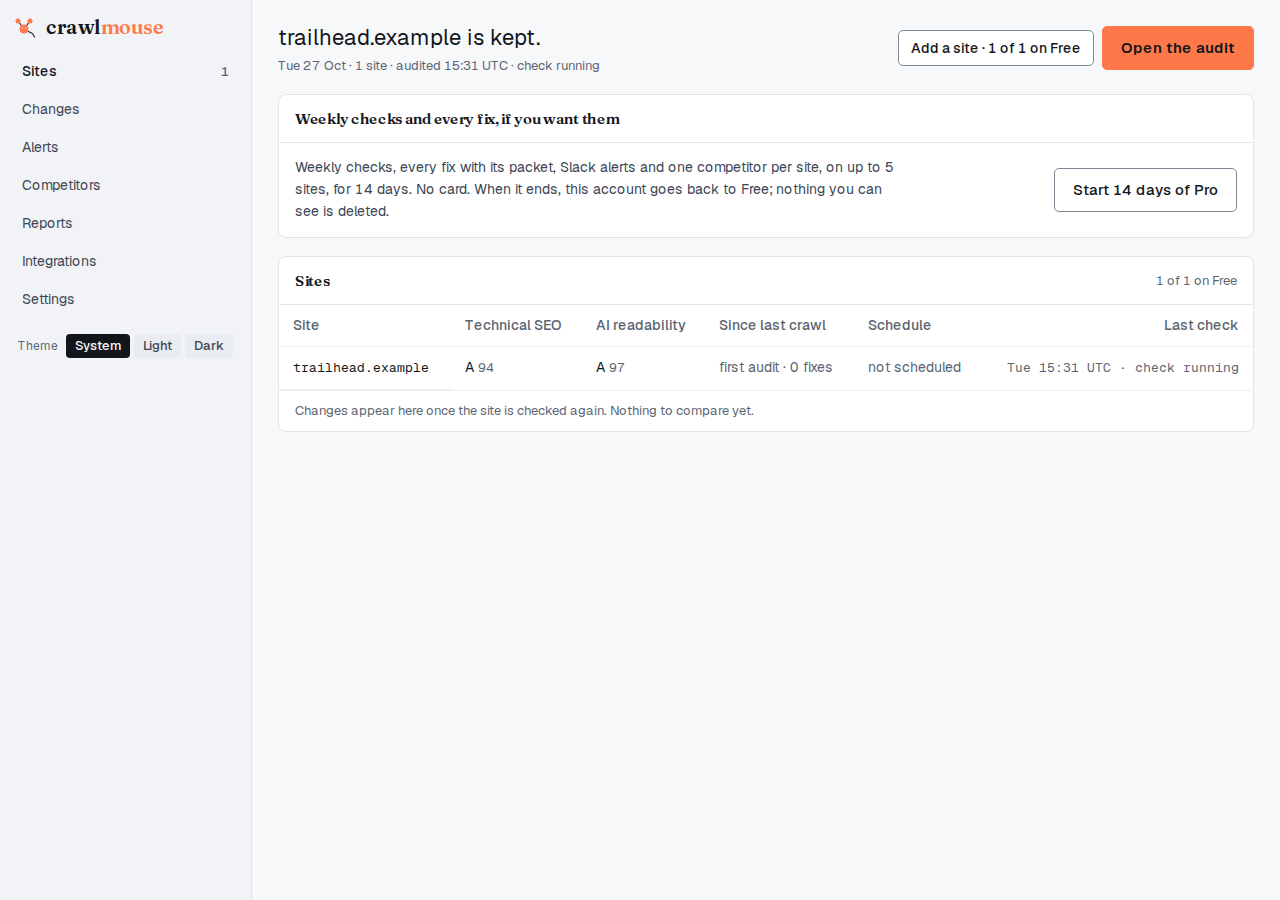 crawlmouse
Sites 1
Changes
Alerts
Competitors
Reports
Integrations
Settings
Theme System Light Dark
trailhead.example is kept.
Tue 27 Oct · 1 site · audited 15:31 UTC · check running
Add a site · 1 of 1 on Free
Open the audit
Weekly checks and every fix, if you want them
Weekly checks, every fix with its packet, Slack alerts and one competitor per site, on up to 5
sites, for 14 days. No card. When it ends, this account goes back to Free; nothing you can
see is deleted.
Start 14 days of Pro
Sites 1 of 1 on Free
Site Technical SEO AI readability Since last crawl Schedule Last check
trailhead.example A 94 A 97 first audit · 0 fixes not scheduled Tue 15:31 UTC · check running
Changes appear here once the site is checked again. Nothing to compare yet.